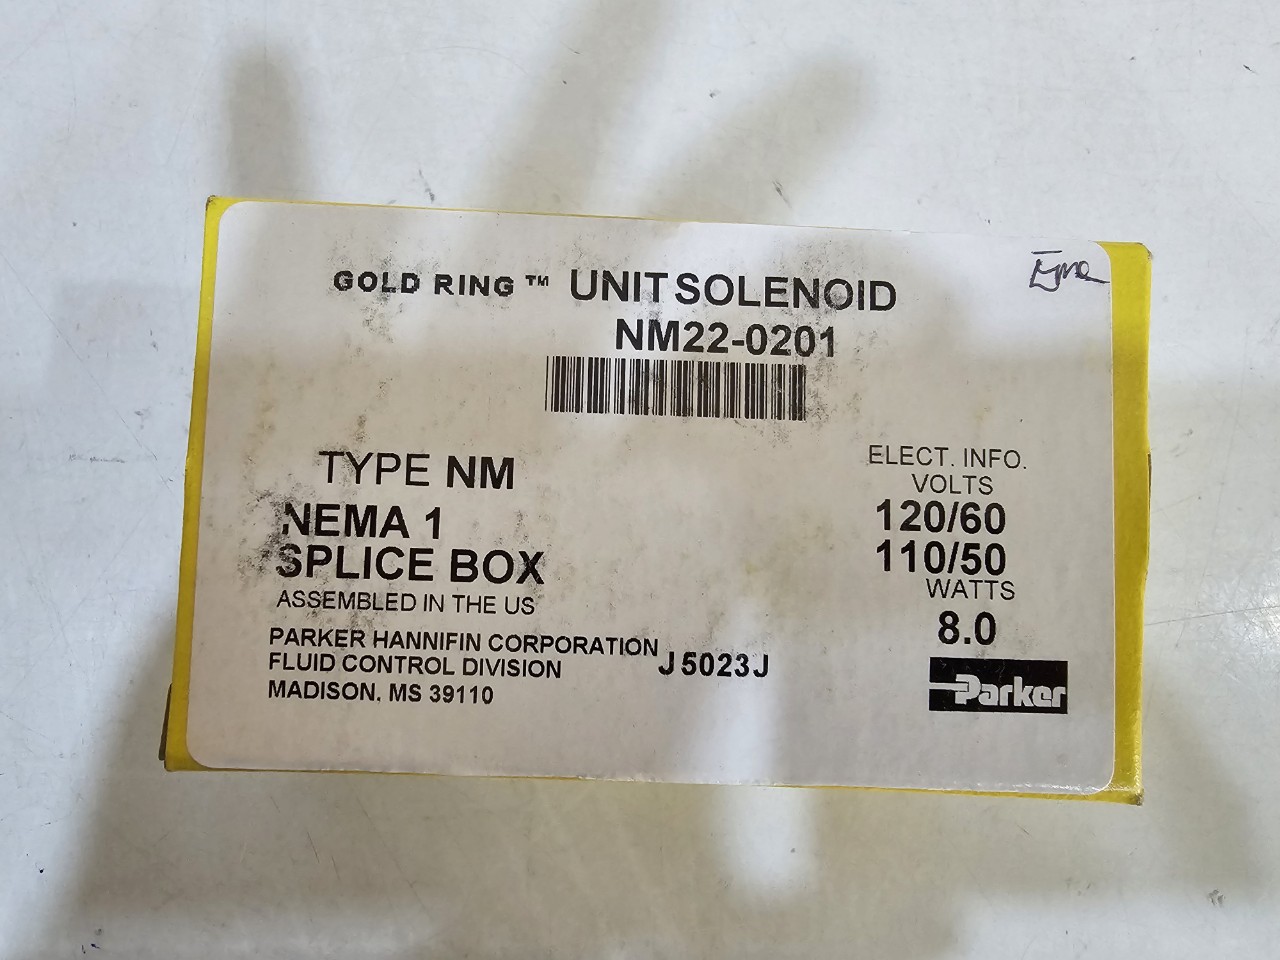 GOLD RING ™ UNIT SOLENOID
NM22-0201
TYPE NM
NEMA 1
SPLICE BOX
ASSEMBLED IN THE US
PARKER HANNIFIN CORPORATION
FLUID CONTROL DIVISION
MADISON, MS 39110
J5023J
ELECT. INFO.
VOLTS
120/60
110/50
WATTS
8.0
Parker